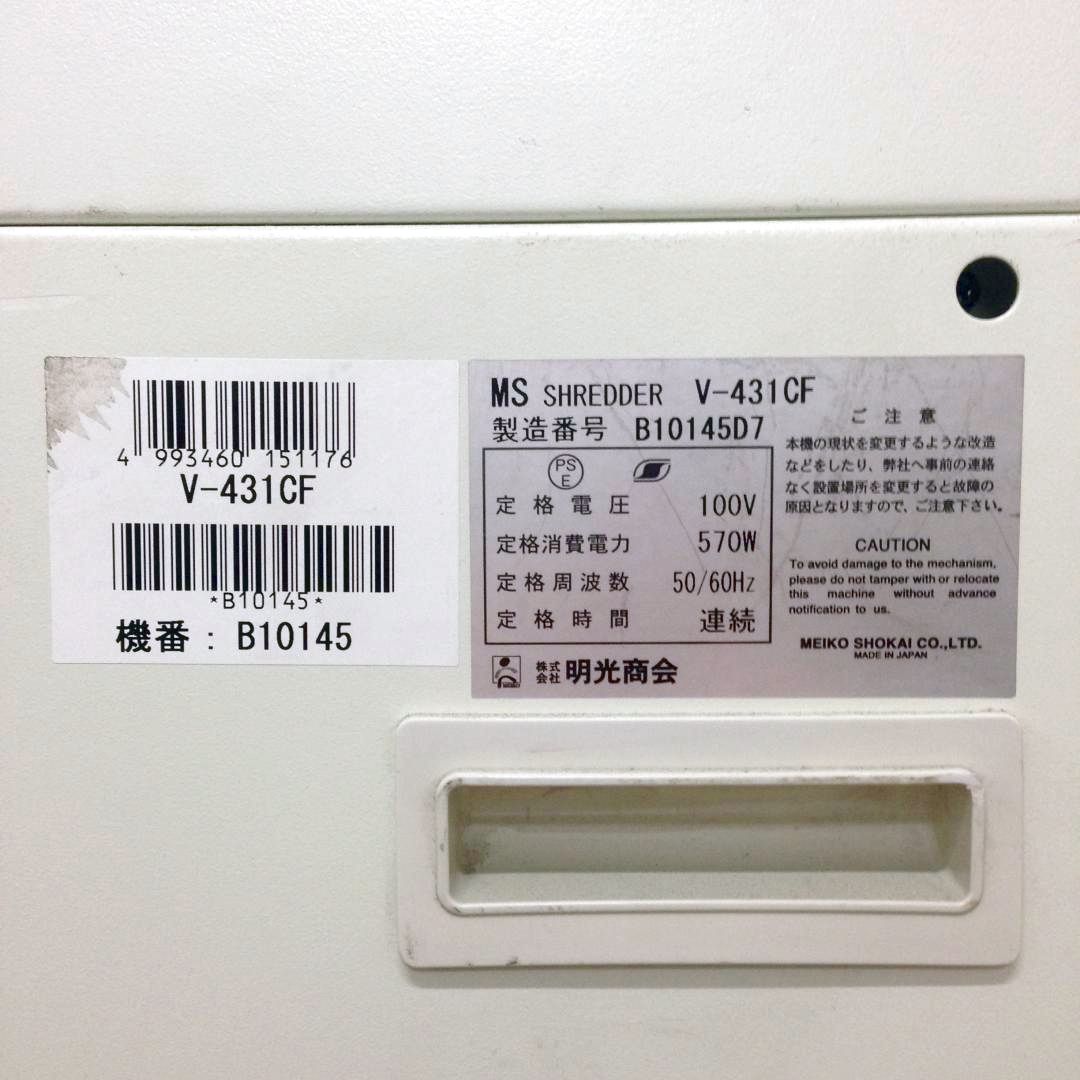 4 993460 151176
V-431CF
*B10145*
機番：B10145
MS SHREDDER V-431CF
製造番号 B10145D7
PS
E
定格電圧 100V
定格消費電力 570W
定格周波数 50/60Hz
定格時間 連続
株式
会社 明光商会
ご注意
本機の現状を変更するような改造
などをしたり、弊社へ事前の連絡
なく設置場所を変更すると故障の
原因となりますので、ご注意下さい。
CAUTION
To avoid damage to the mechanism,
please do not tamper with or relocate
this machine without advance
notification to us.
MEIKO SHOKAI CO.,LTD.
MADE IN JAPAN